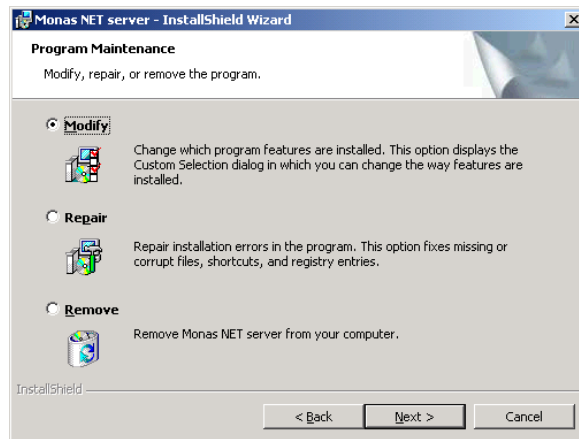 Monas NET server - InstallShield Wizard
Program Maintenance
Modify, repair, or remove the program.
Modify
Change which program features are installed. This option displays the
Custom Selection dialog in which you can change the way features are
installed.
Repair
Repair installation errors in the program. This option fixes missing or
corrupt files, shortcuts, and registry entries.
Remove
Remove Monas NET server from your computer.
InstallShield
< Back
Next >
Cancel